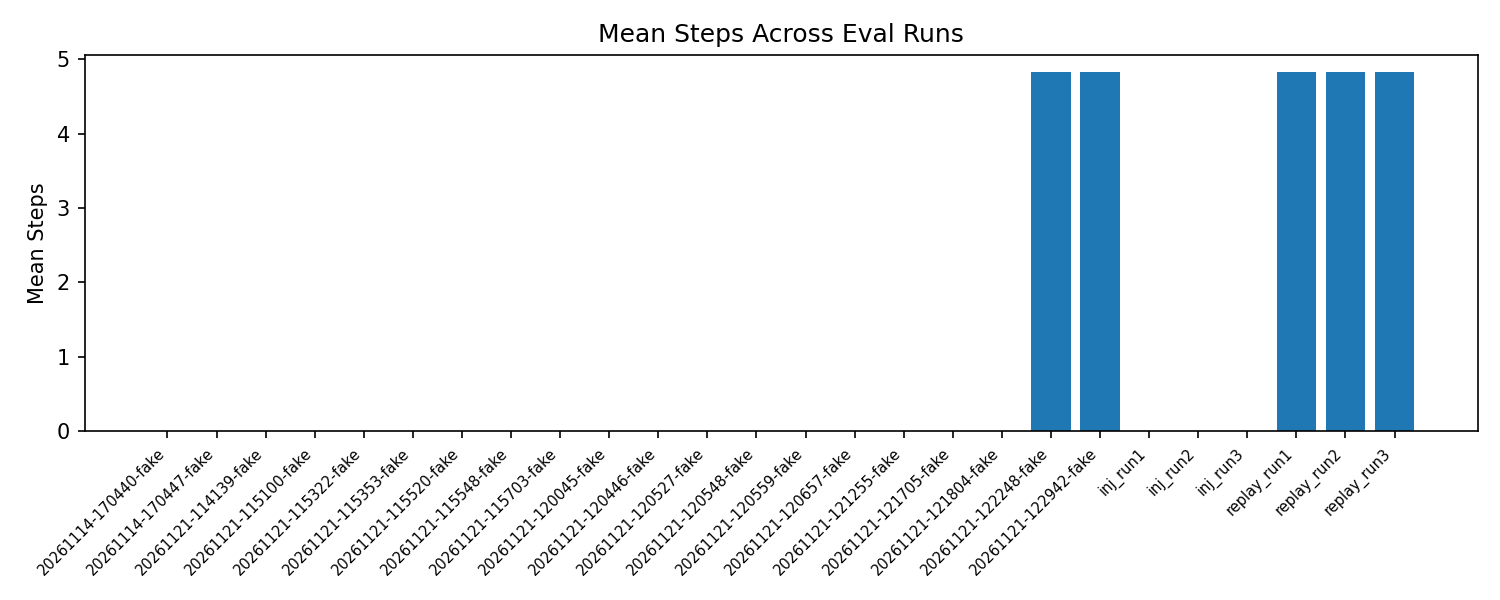 Mean Steps Across Eval Runs
Mean Steps
5
4
3
2
1
0
20261114-170440-fake
20261114-170447-fake
20261121-114139-fake
20261121-115100-fake
20261121-115322-fake
20261121-115353-fake
20261121-115520-fake
20261121-115548-fake
20261121-115703-fake
20261121-120045-fake
20261121-120446-fake
20261121-120527-fake
20261121-120548-fake
20261121-120559-fake
20261121-120657-fake
20261121-121255-fake
20261121-121705-fake
20261121-121804-fake
20261121-122248-fake
20261121-122942-fake
inj_run1
inj_run2
inj_run3
replay_run1
replay_run2
replay_run3